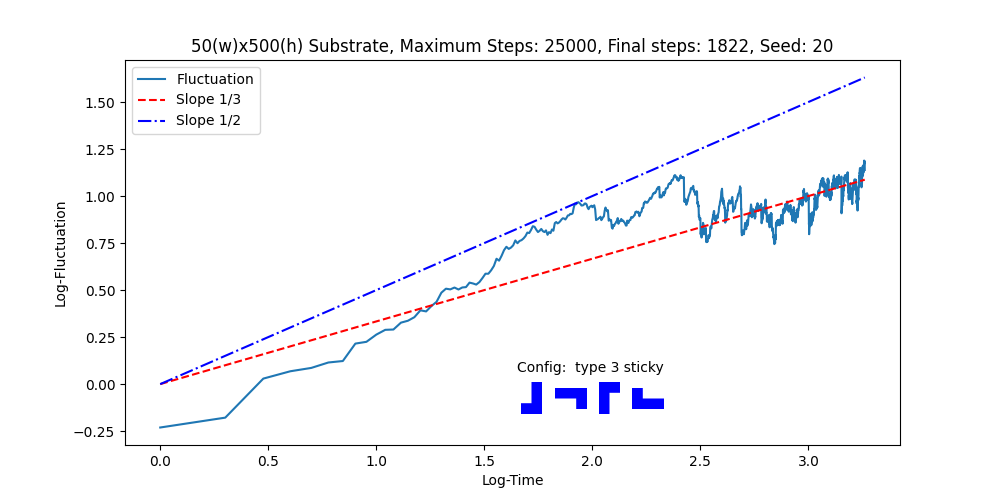 50(w)x500(h) Substrate, Maximum Steps: 25000, Final steps: 1822, Seed: 20
Fluctuation
Slope 1/3
Slope 1/2
1.50
1.25
1.00
0.75
0.50
0.25
0.00
−0.25
Log-Fluctuation
Config:  type 3 sticky
0.0 0.5 1.0 1.5 2.0 2.5 3.0
Log-Time